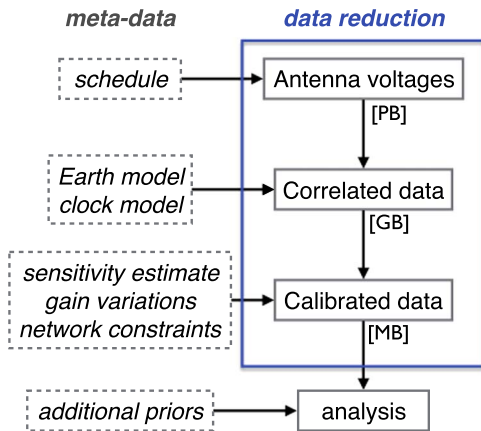 meta-data
data reduction
schedule
Antenna voltages
[PB]
Earth model
clock model
Correlated data
[GB]
sensitivity estimate
gain variations
network constraints
Calibrated data
[MB]
additional priors
analysis